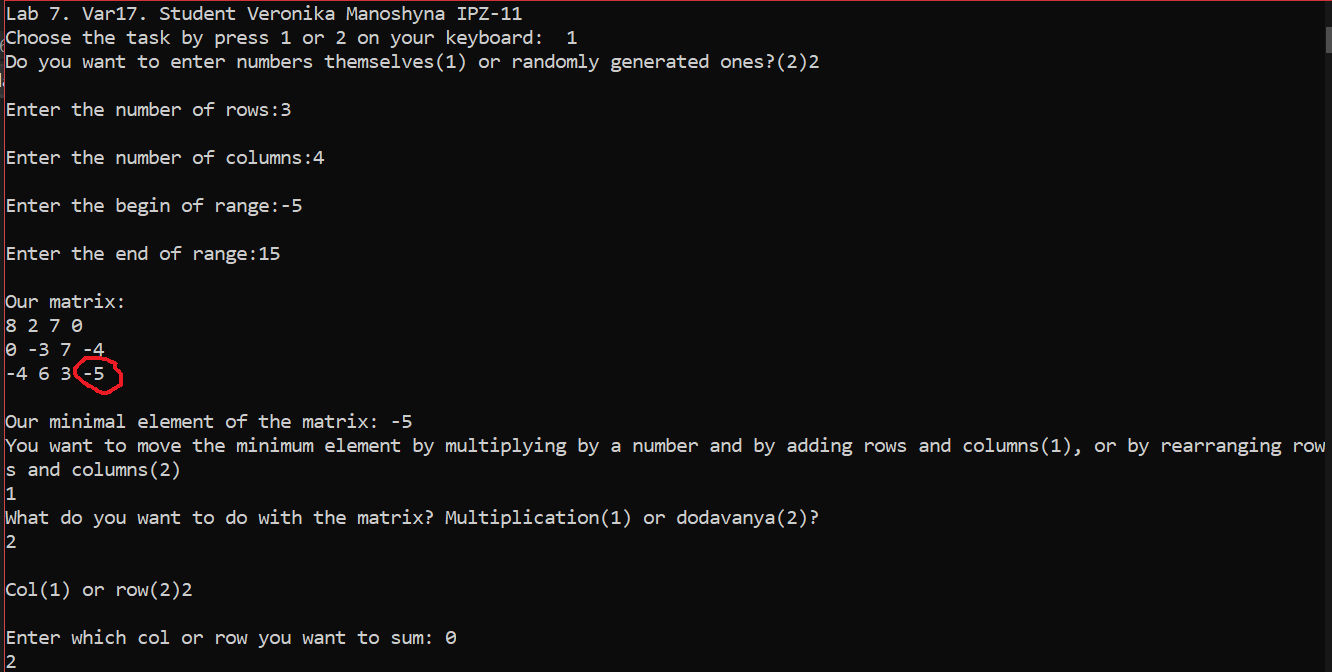 Lab 7. Var17. Student Veronika Manoshyna IPZ-11
Choose the task by press 1 or 2 on your keyboard:  1
Do you want to enter numbers themselves(1) or randomly generated ones?(2)2
Enter the number of rows:3
Enter the number of columns:4
Enter the begin of range:-5
Enter the end of range:15
Our matrix:
8 2 7 0
0 -3 7 -4
-4 6 3 -5
Our minimal element of the matrix: -5
You want to move the minimum element by multiplying by a number and by adding rows and columns(1), or by rearranging row
s and columns(2)
1
What do you want to do with the matrix? Multiplication(1) or dodavanya(2)?
2
Col(1) or row(2)2
Enter which col or row you want to sum: 0
2